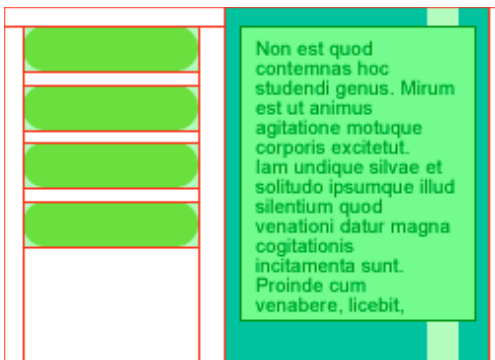 Non est quod
contemnas hoc
studendi genus. Mirum
est ut animus
agitatione motuque
corporis excitetut.
Iam undique silvae et
solitudo ipsumque illud
silentium quod
venationi datur magna
cogitationis
incitamenta sunt.
Proinde cum
venabere, licebit,